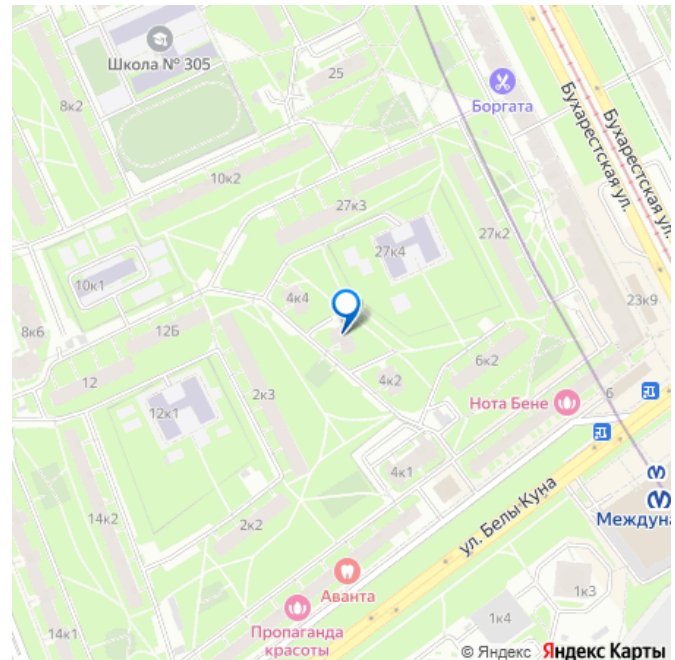 Школа № 305
8к2
25
Боргата
Бухарестская ул.
Бухарестская ул.
10к2
27к3
27к4
27к2
10к1
4к4
23к9
8к6
12Б
12
2к3
4к2
6к2
Нота Бене
6
12к1
4к1
14к2
2к2
ул. Белы Куна
Междуна
Аванта
1к3
Пропаганда
красоты
1к4
14к1
© Яндекс Яндекс Карты